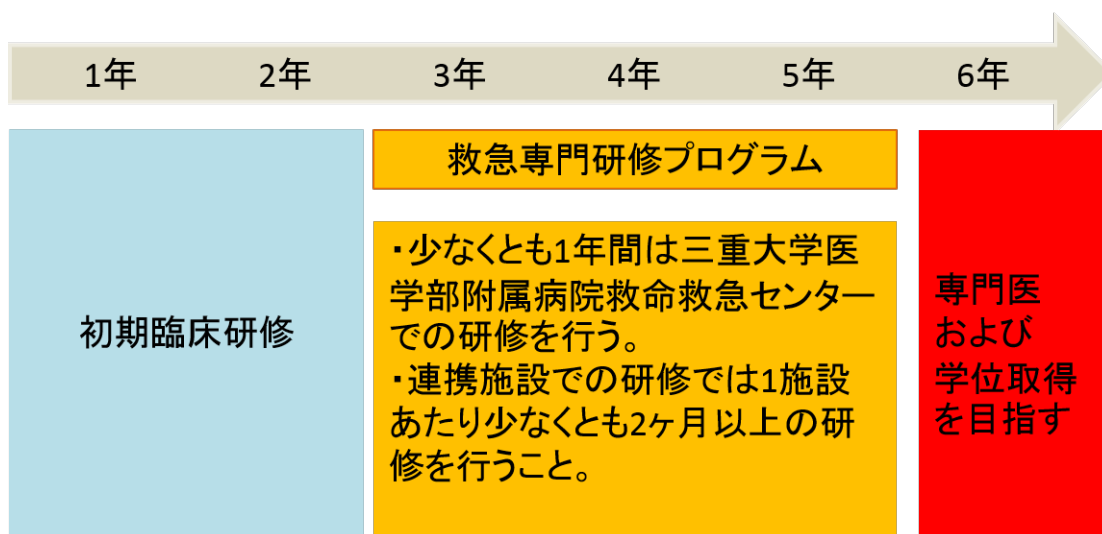 1年 2年 3年 4年 5年 6年
救急専門研修プログラム
初期臨床研修
・少なくとも1年間は三重大学医
学部附属病院救命救急センター
での研修を行う。
・連携施設での研修では1施設
あたり少なくとも2ヶ月以上の研
修を行うこと。
専門医
および
学位取得
を目指す